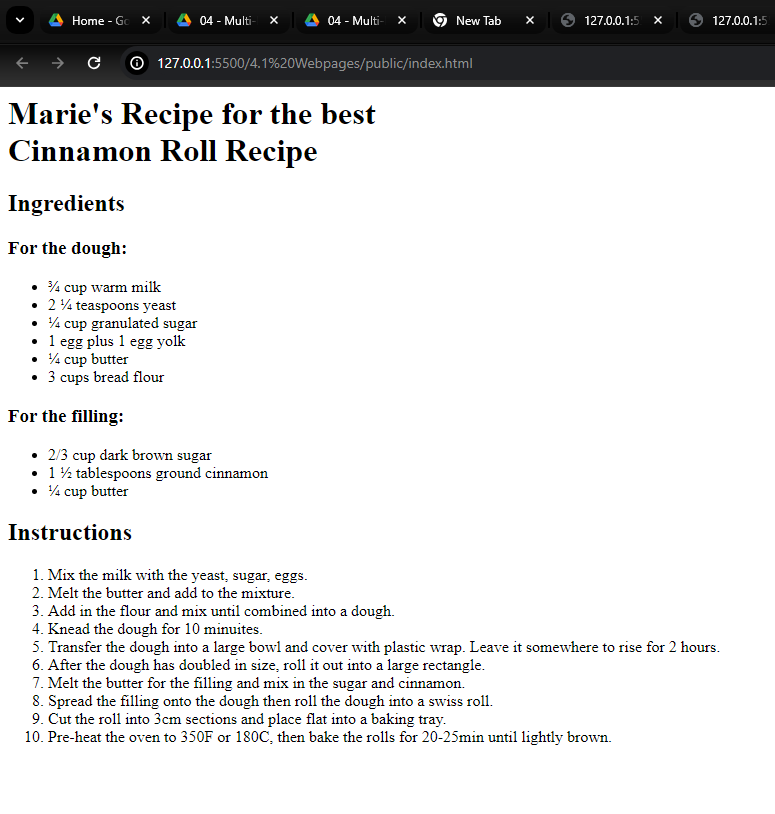 Home - Go
04 - Multi-
04 - Multi-
New Tab
127.0.0.1:5
127.0.0.1:5
127.0.0.1:5500/4.1%20Webpages/public/index.html
Marie's Recipe for the best
Cinnamon Roll Recipe
Ingredients
For the dough:
• ¾ cup warm milk
• 2 ¼ teaspoons yeast
• ¼ cup granulated sugar
• 1 egg plus 1 egg yolk
• ¼ cup butter
• 3 cups bread flour
For the filling:
• 2/3 cup dark brown sugar
• 1 ½ tablespoons ground cinnamon
• ¼ cup butter
Instructions
1. Mix the milk with the yeast, sugar, eggs.
2. Melt the butter and add to the mixture.
3. Add in the flour and mix until combined into a dough.
4. Knead the dough for 10 minuites.
5. Transfer the dough into a large bowl and cover with plastic wrap. Leave it somewhere to rise for 2 hours.
6. After the dough has doubled in size, roll it out into a large rectangle.
7. Melt the butter for the filling and mix in the sugar and cinnamon.
8. Spread the filling onto the dough then roll the dough into a swiss roll.
9. Cut the roll into 3cm sections and place flat into a baking tray.
10. Pre-heat the oven to 350F or 180C, then bake the rolls for 20-25min until lightly brown.